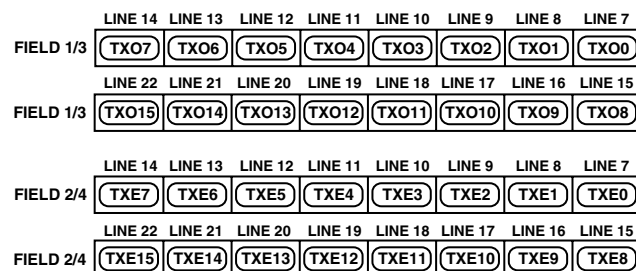 LINE 14 LINE 13 LINE 12 LINE 11 LINE 10 LINE 9 LINE 8 LINE 7
FIELD 1/3 TXO7 TXO6 TXO5 TXO4 TXO3 TXO2 TXO1 TXO0
LINE 22 LINE 21 LINE 20 LINE 19 LINE 18 LINE 17 LINE 16 LINE 15
FIELD 1/3 TXO15 TXO14 TXO13 TXO12 TXO11 TXO10 TXO9 TXO8
LINE 14 LINE 13 LINE 12 LINE 11 LINE 10 LINE 9 LINE 8 LINE 7
FIELD 2/4 TXE7 TXE6 TXE5 TXE4 TXE3 TXE2 TXE1 TXE0
LINE 22 LINE 21 LINE 20 LINE 19 LINE 18 LINE 17 LINE 16 LINE 15
FIELD 2/4 TXE15 TXE14 TXE13 TXE12 TXE11 TXE10 TXE9 TXE8